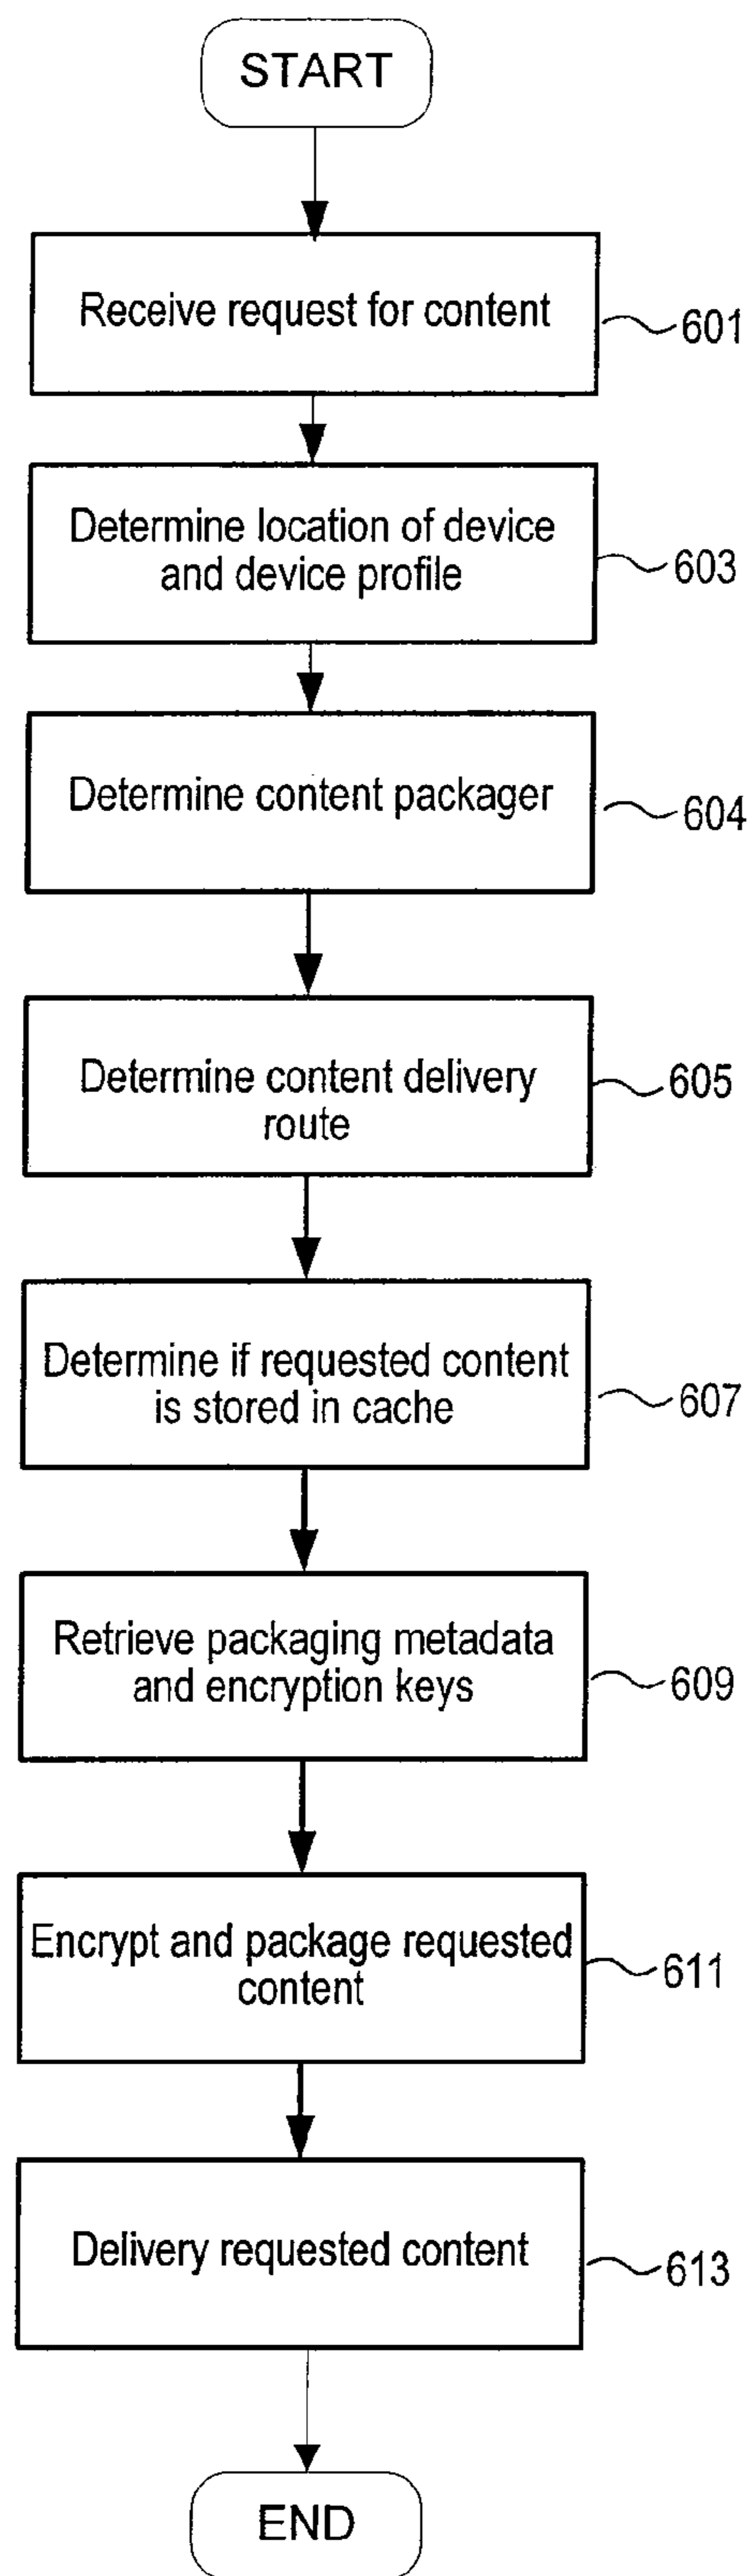 START
Receive request for content
601
Determine location of device
and device profile
603
Determine content packager
604
Determine content delivery
route
605
Determine if requested content
is stored in cache
607
Retrieve packaging metadata
and encryption keys
609
Encrypt and package requested
content
611
Delivery requested content
613
END